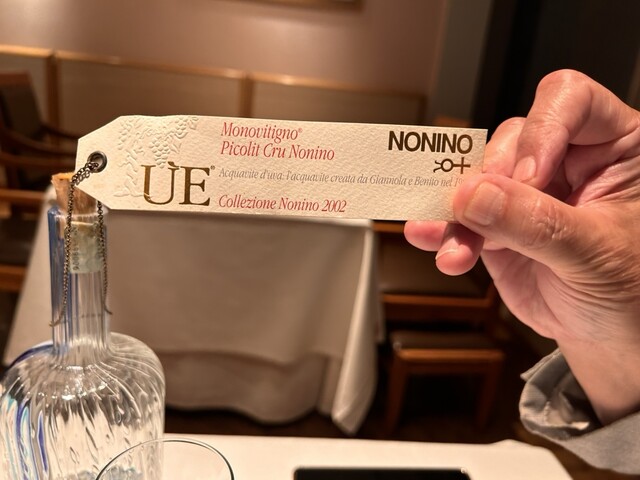 Monovitigno®
Picolit Cru Nonino
NONINO
ÙE®
Acquavite d'uva: l'acquavite creata da Giannola e Benito nel
Collezione Nonino 2002